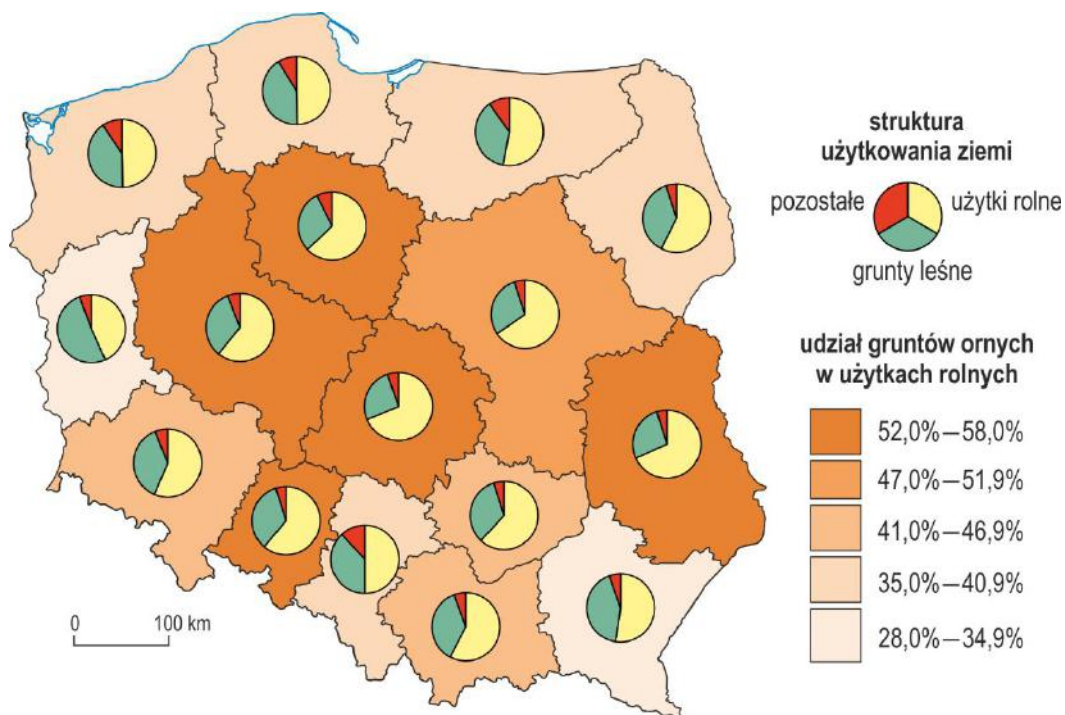 struktura
użytkowania ziemi
pozostałe
użytki rolne
grunty leśne
udział gruntów ornych
w użytkach rolnych
52,0%—58,0%
47,0%—51,9%
41,0%—46,9%
35,0%—40,9%
28,0%—34,9%
0 100 km